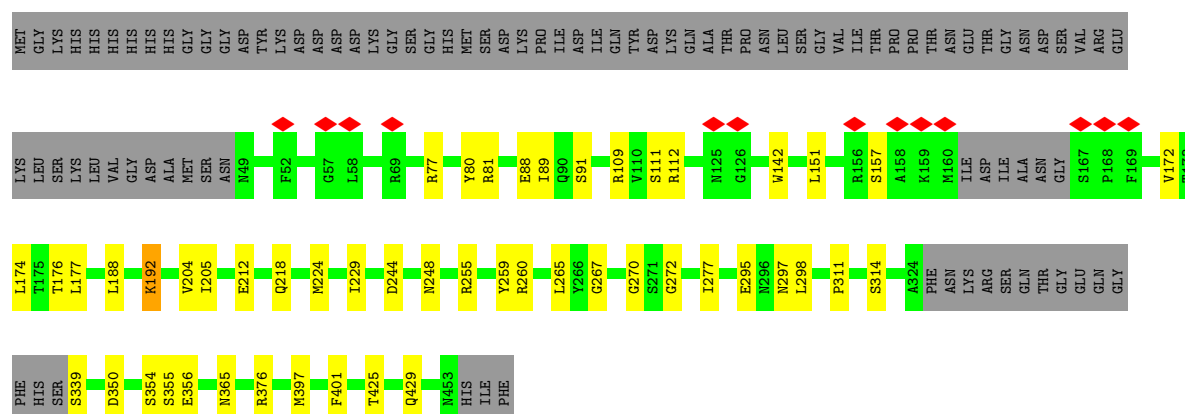 MET GLY LYS HIS HIS HIS HIS HIS HIS GLY GLY GLY ASP TYR LYS ASP ASP ASP ASP LYS GLY SER GLY HIS MET SER ASP LYS PRO ILE ASP ILE GLN TYR ASP LYS GLN ALA THR PRO ASN LEU SER GLY VAL ILE THR PRO PRO THR ASN GLU THR GLY ASN ASP SER VAL ARG GLU
LYS LEU SER LYS LEU VAL GLY ASP ALA MET SER ASN N49 F52 G57 L58 R69 R77 Y80 R81 E88 I89 Q90 S91 R109 V110 S111 R112 N125 G126 W142 L151 R156 S157 A158 K159 M160 ILE ASP ILE ALA ASN GLY S167 P168 F169 V172
L174 T175 T176 L177 L188 K192 V204 I205 E212 Q218 M224 I229 D244 N248 R255 Y259 R260 L265 Y266 G267 G270 S271 G272 I277 E295 N296 N297 L298 P311 S314 A324 PHE ASN LYS ARG SER GLN THR GLY GLU GLN GLY
PHE HIS SER S339 D350 S354 S355 E356 N365 R376 M397 F401 T425 Q429 N453 HIS ILE PHE